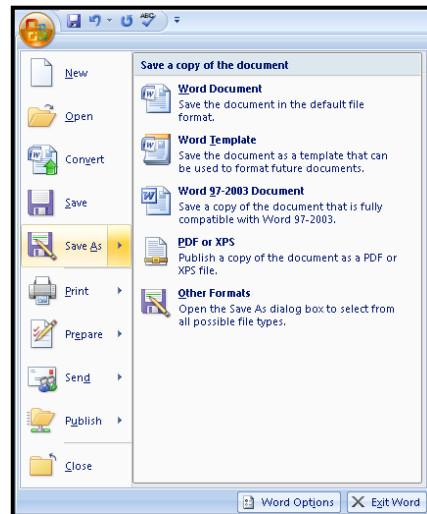 ABC
New
Open
Convert
Save
Save As
Print
Prepare
Send
Publish
Close
Save a copy of the document
Word Document
Save the document in the default file
format.
Word Template
Save the document as a template that can
be used to format future documents.
Word 97-2003 Document
Save a copy of the document that is fully
compatible with Word 97-2003.
PDF or XPS
Publish a copy of the document as a PDF or
XPS file.
Other Formats
Open the Save As dialog box to select from
all possible file types.
Word Options
Exit Word